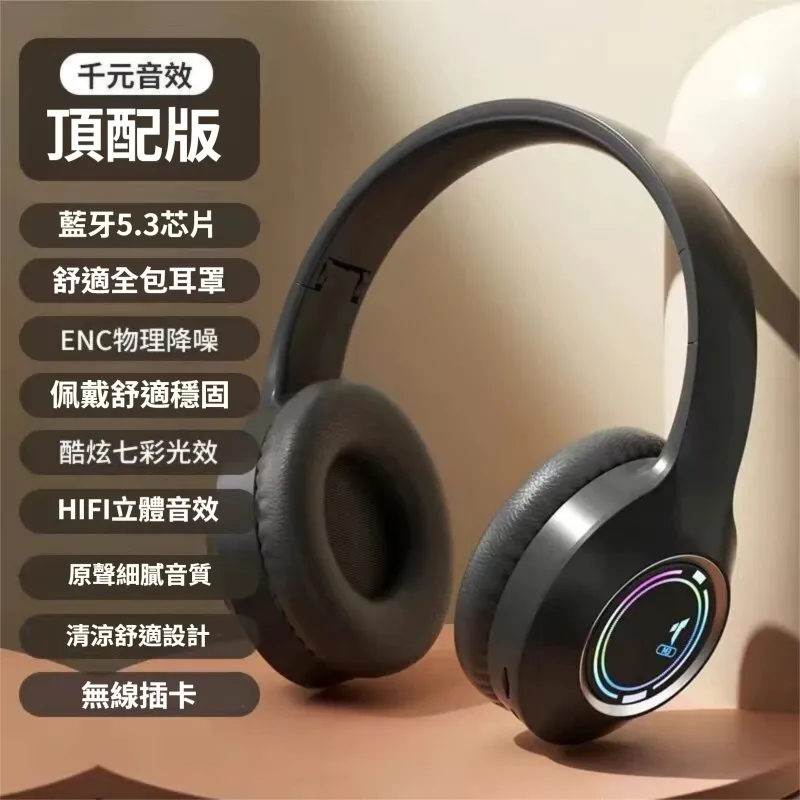 千元音效
頂配版
藍牙5.3芯片
舒適全包耳罩
ENC物理降噪
佩戴舒適穩固
酷炫七彩光效
HIFI立體音效
原聲細膩音質
清涼舒適設計
無線插卡